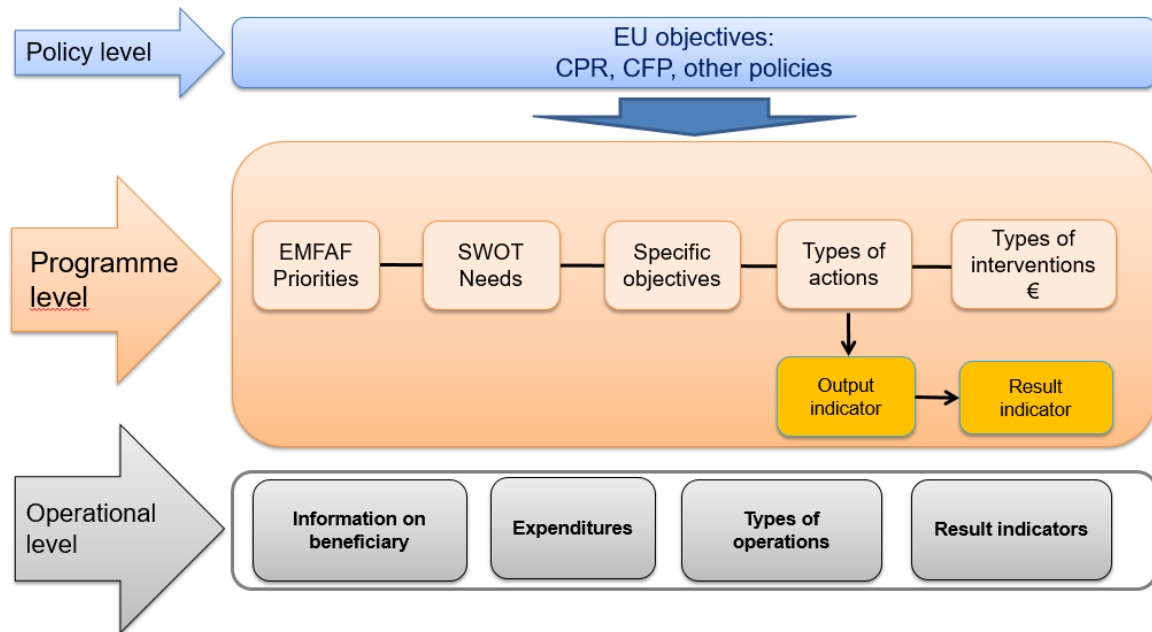 Policy level
EU objectives:
CPR, CFP, other policies
Programme
level
EMFAF
Priorities
SWOT
Needs
Specific
objectives
Types of
actions
Types of
interventions
€
Output
indicator
Result
indicator
Operational
level
Information on
beneficiary
Expenditures
Types of
operations
Result indicators